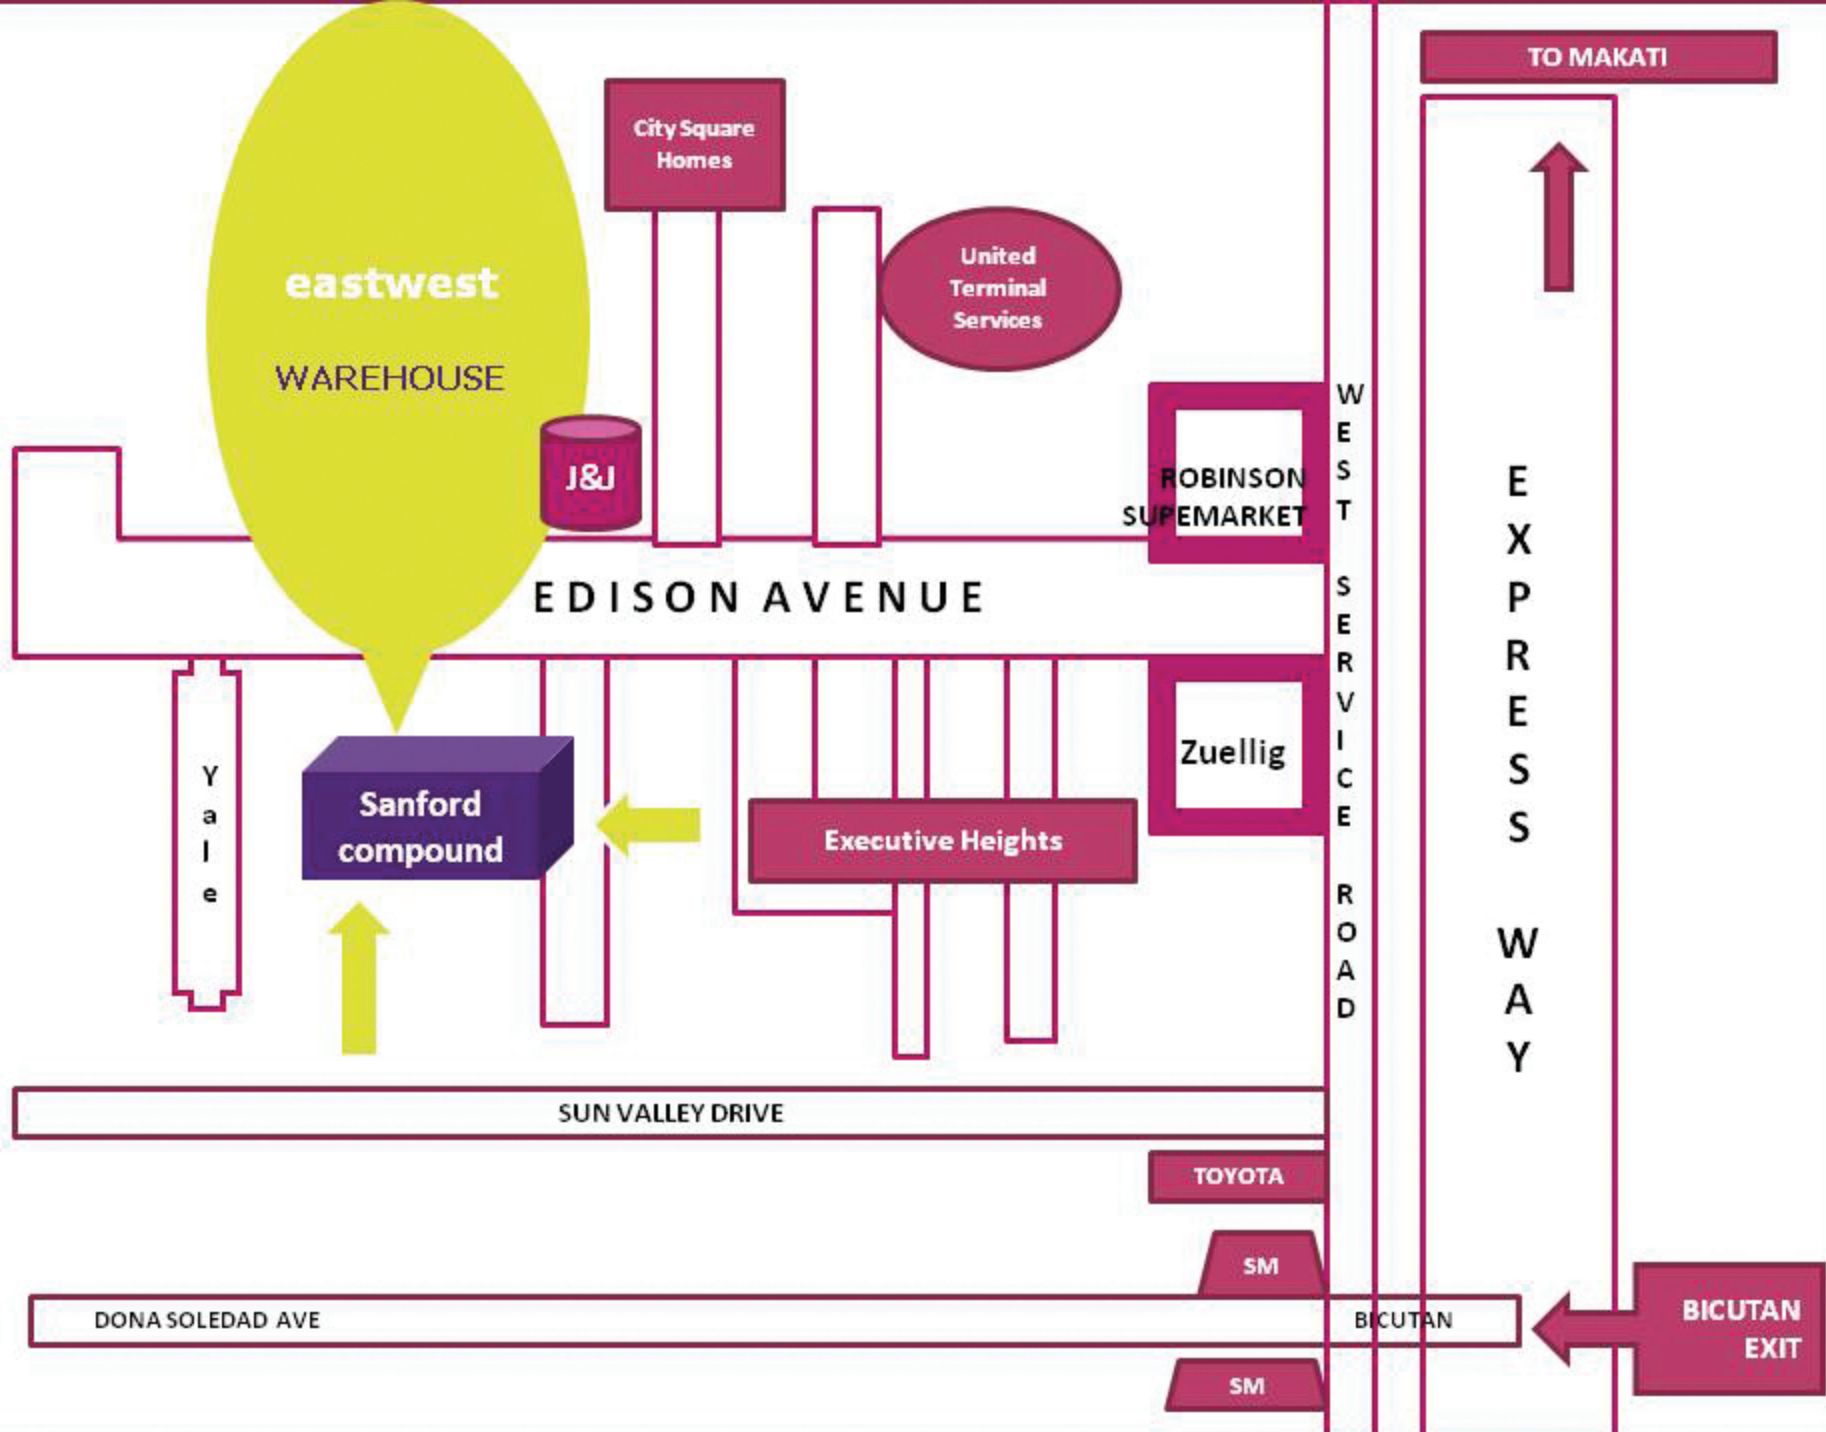 TO MAKATI
City Square
Homes
United
Terminal
Services
eastwest
WAREHOUSE
J&J
ROBINSON
SUPEMARKET
WEST SERVICE ROAD
EXPRESS WAY
EDISON AVENUE
Yale
Sanford
compound
Executive Heights
Zuellig
SUN VALLEY DRIVE
TOYOTA
SM
DONA SOLEDAD AVE
BICUTAN
BICUTAN
EXIT
SM